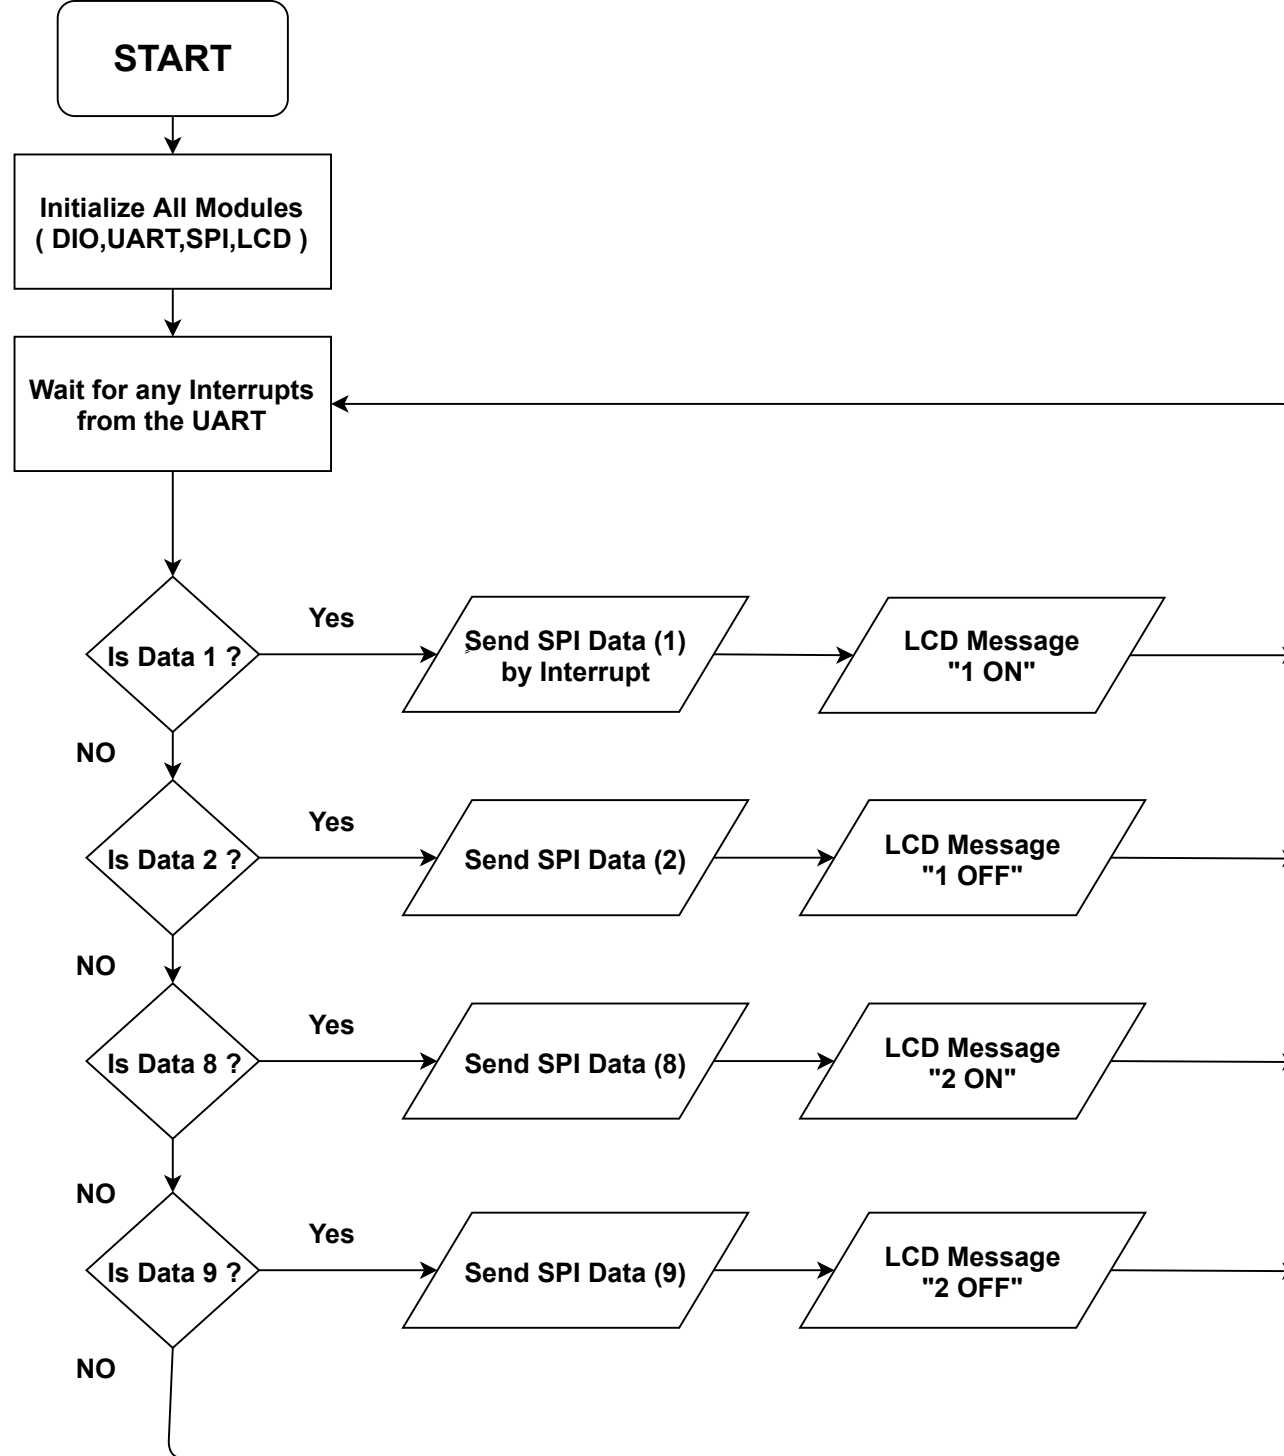 START
Initialize All Modules
( DIO,UART,SPI,LCD )
Wait for any Interrupts
from the UART
Is Data 1 ?
Yes
Send SPI Data (1)
by Interrupt
LCD Message
"1 ON"
NO
Is Data 2 ?
Yes
Send SPI Data (2)
LCD Message
"1 OFF"
NO
Is Data 8 ?
Yes
Send SPI Data (8)
LCD Message
"2 ON"
NO
Is Data 9 ?
Yes
Send SPI Data (9)
LCD Message
"2 OFF"
NO